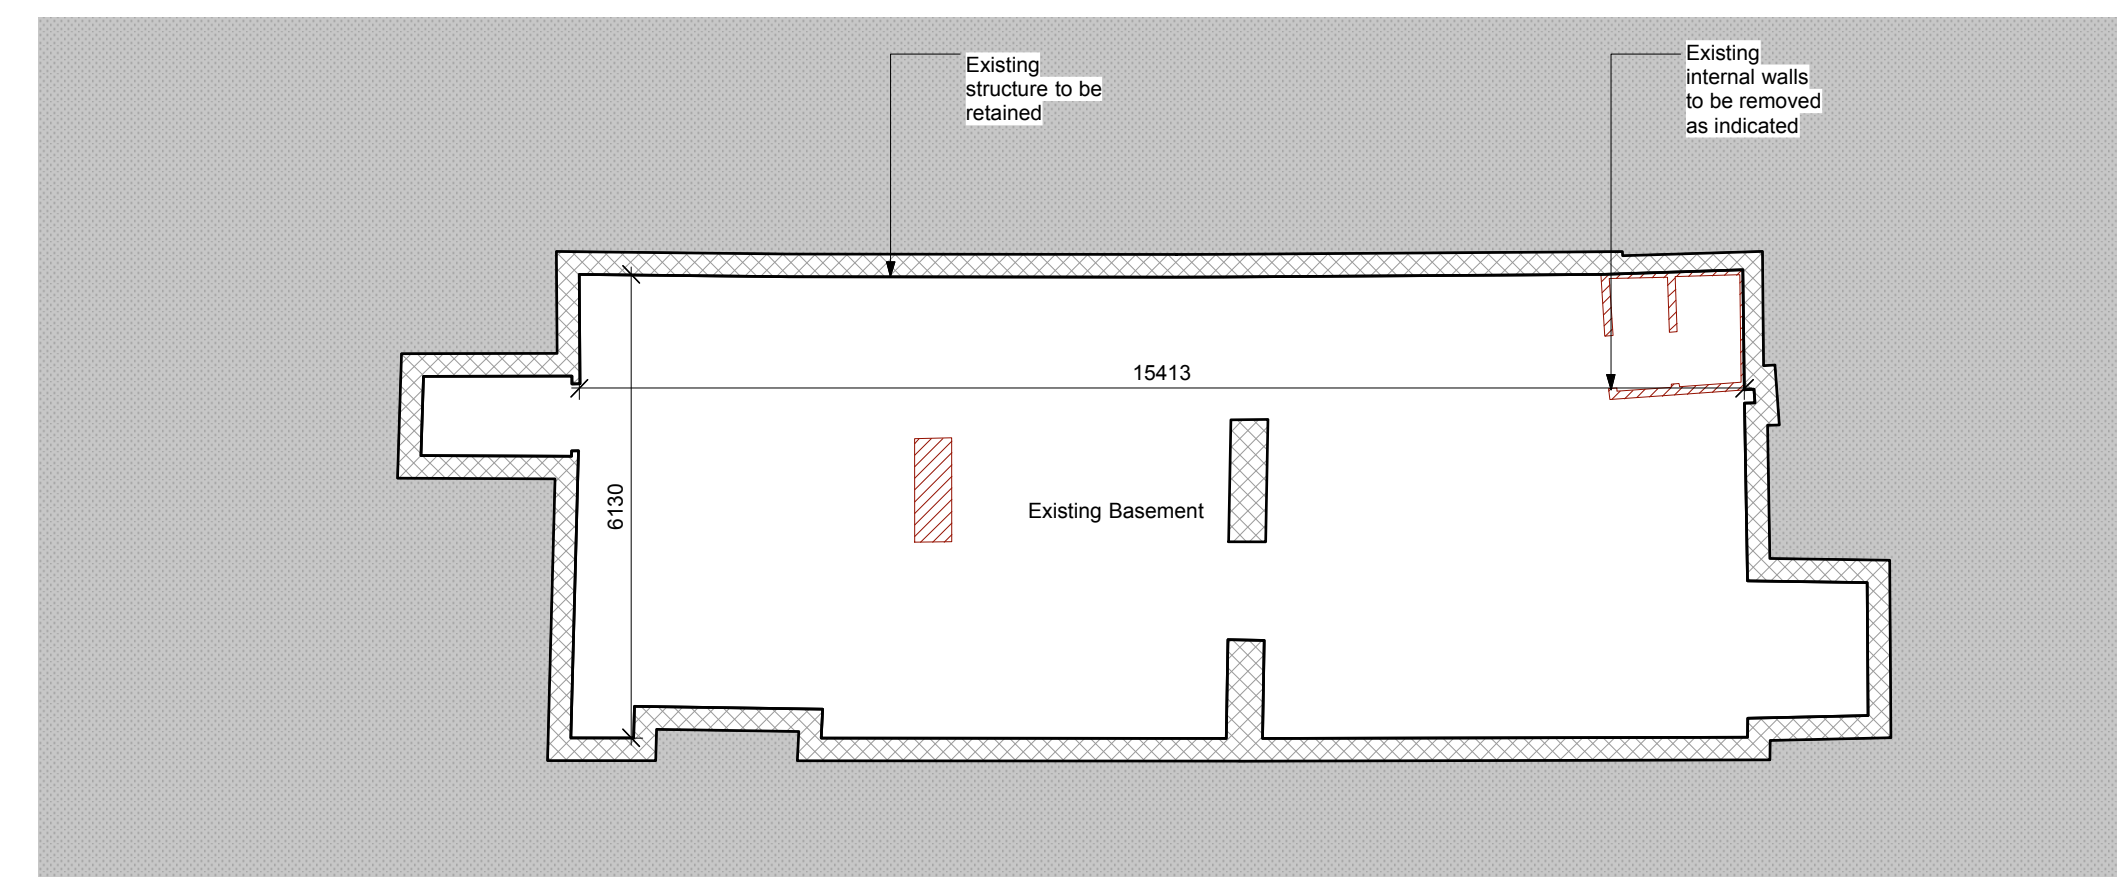 Existing
structure to be
retained
Existing
internal walls
to be removed
as indicated
15413
6130
Existing Basement